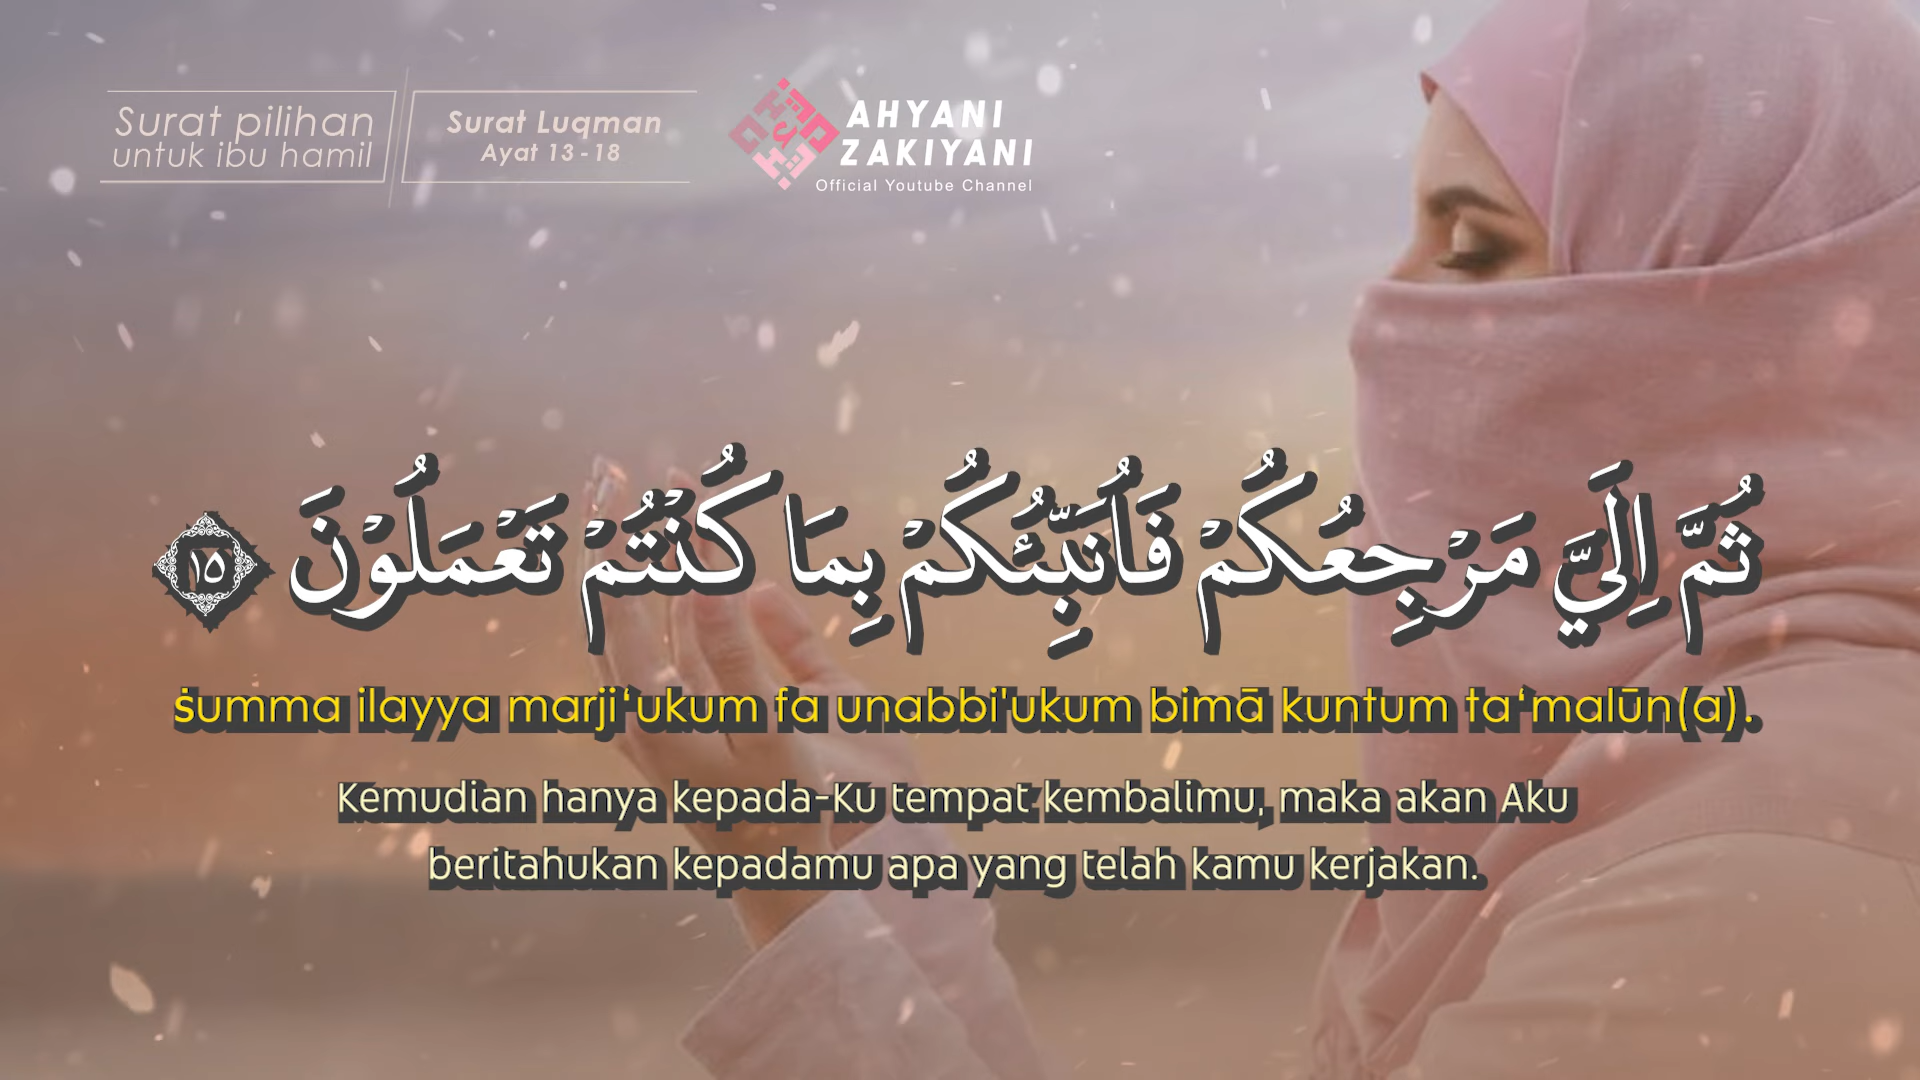 Surat pilihan
untuk ibu hamil
Surat Luqman
Ayat 13 - 18
AHYANI
ZAKIYANI
Official Youtube Channel
ثُمَّ اِلَيَّ مَرْجِعُكُمْ فَاُنَبِّئُكُمْ بِمَا كُنْتُمْ تَعْمَلُوْنَ ١٥
ṡumma ilayya marji‘ukum fa unabbi'ukum bimā kuntum ta‘malūn(a).
Kemudian hanya kepada-Ku tempat kembalimu, maka akan Aku
beritahukan kepadamu apa yang telah kamu kerjakan.